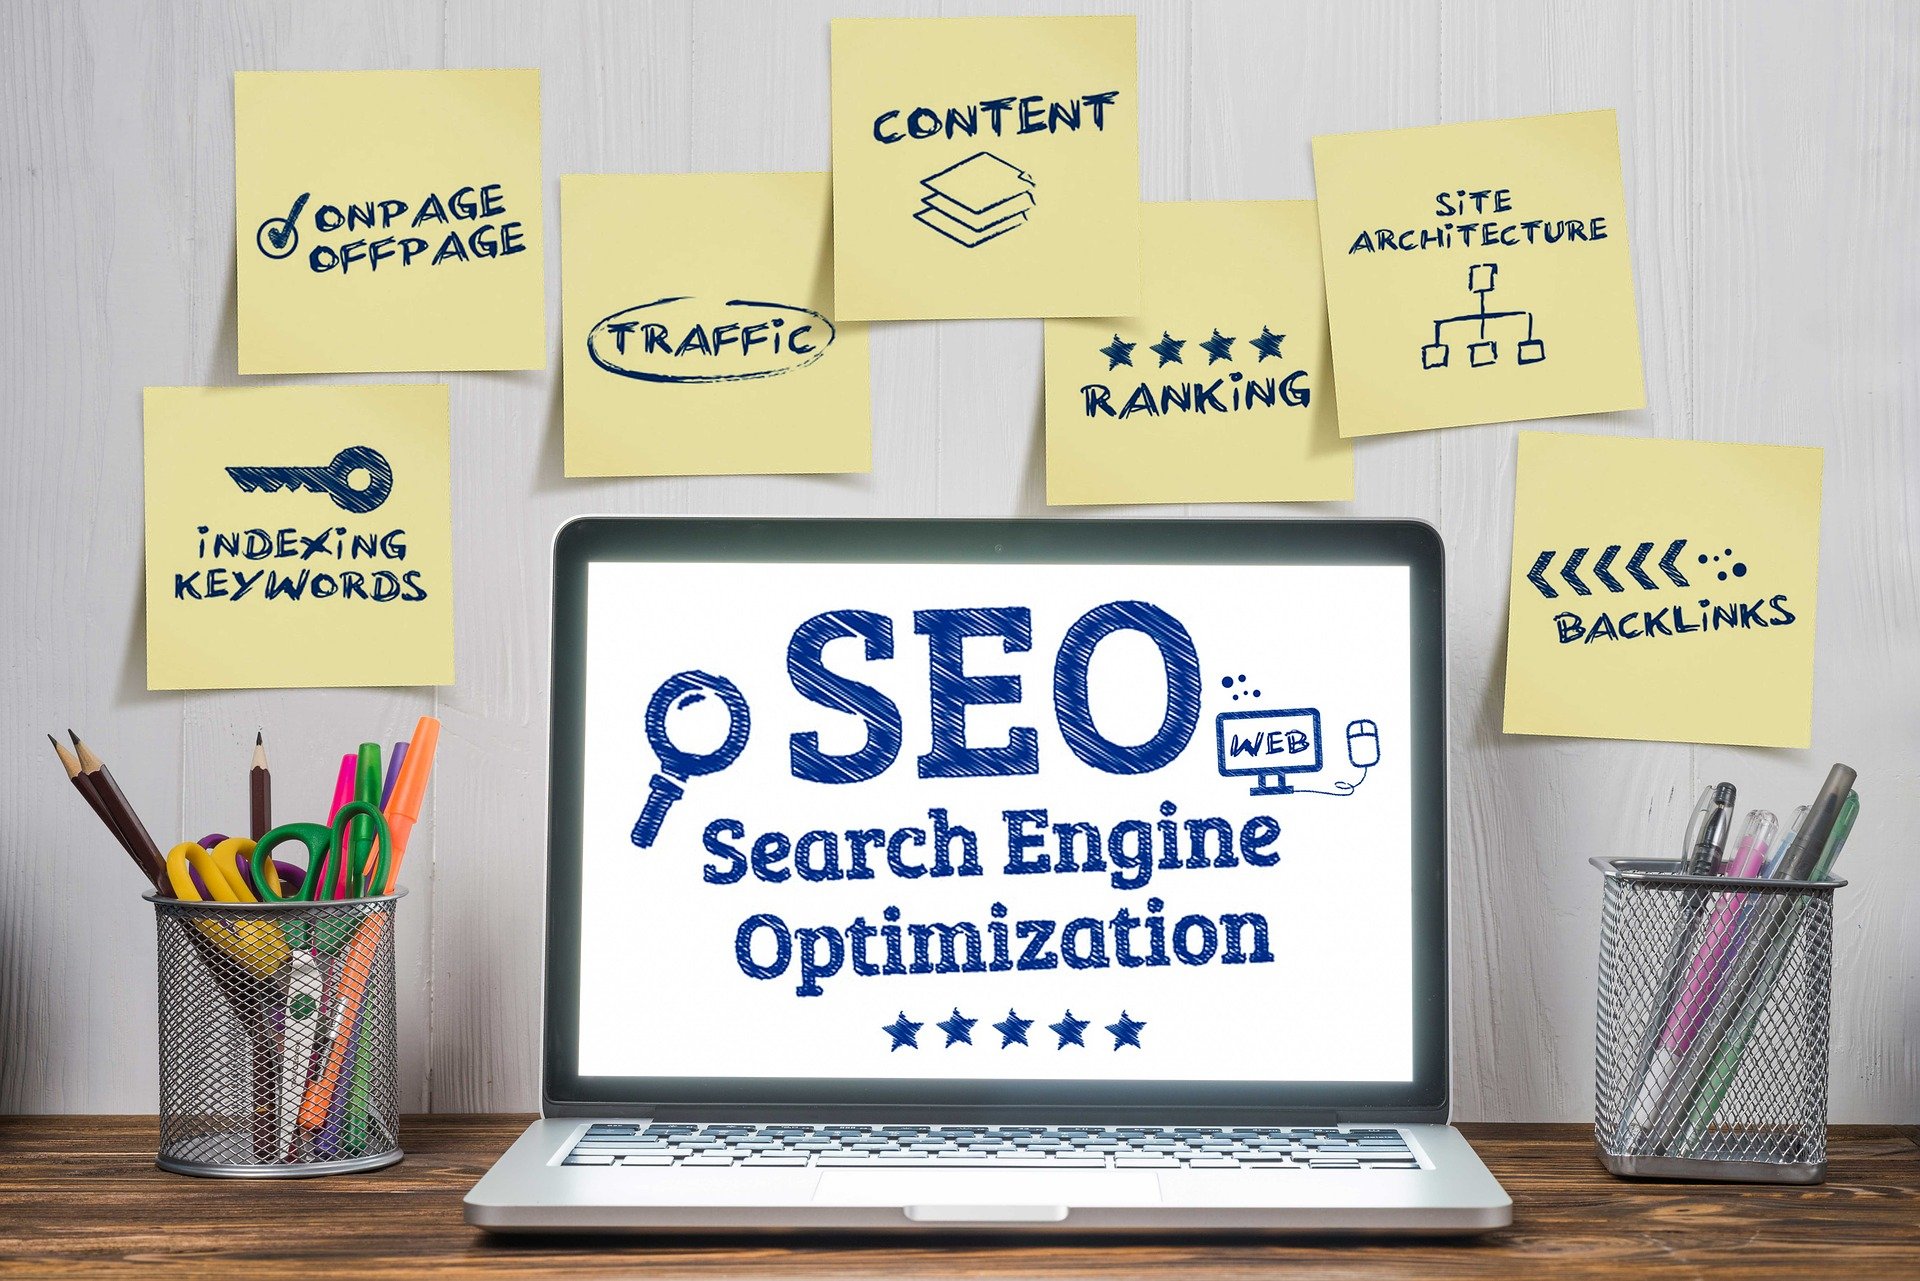 CONTENT
ONPAGE
OFFPAGE
SITE
ARCHITECTURE
TRAFFIC
RANKING
INDEXING
KEYWORDS
BACKLINKS
SEO
WEB
Search Engine
Optimization